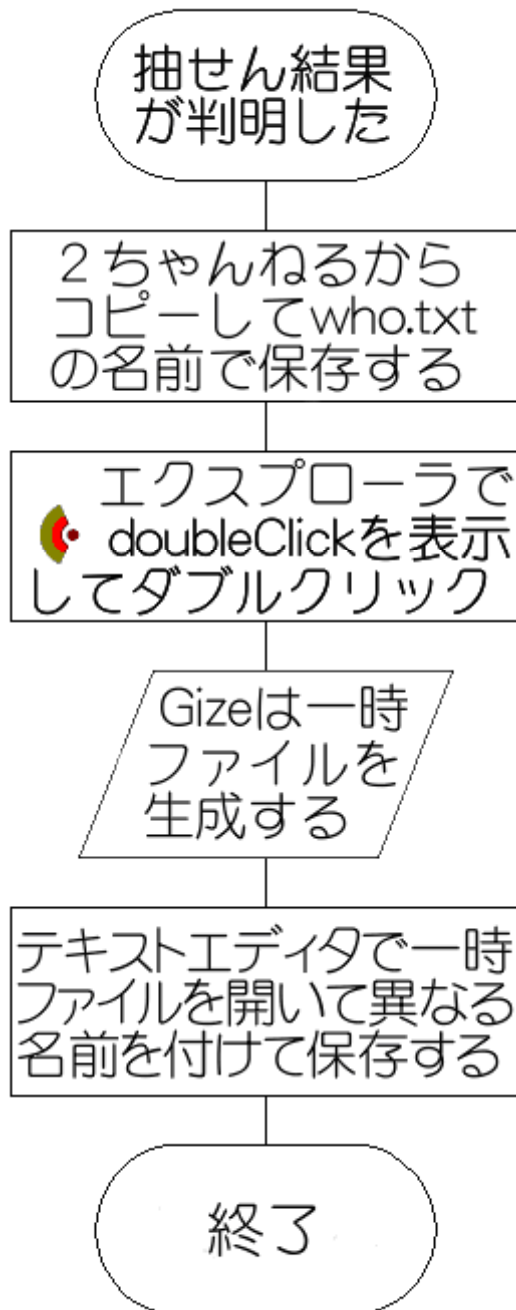 抽せん結果
が判明した
２ちゃんねるから
コピーしてwho.txt
の名前で保存する
エクスプローラで
doubleClickを表示
してダブルクリック
Gizeは一時
ファイルを
生成する
テキストエディタで一時
ファイルを開いて異なる
名前を付けて保存する
終了